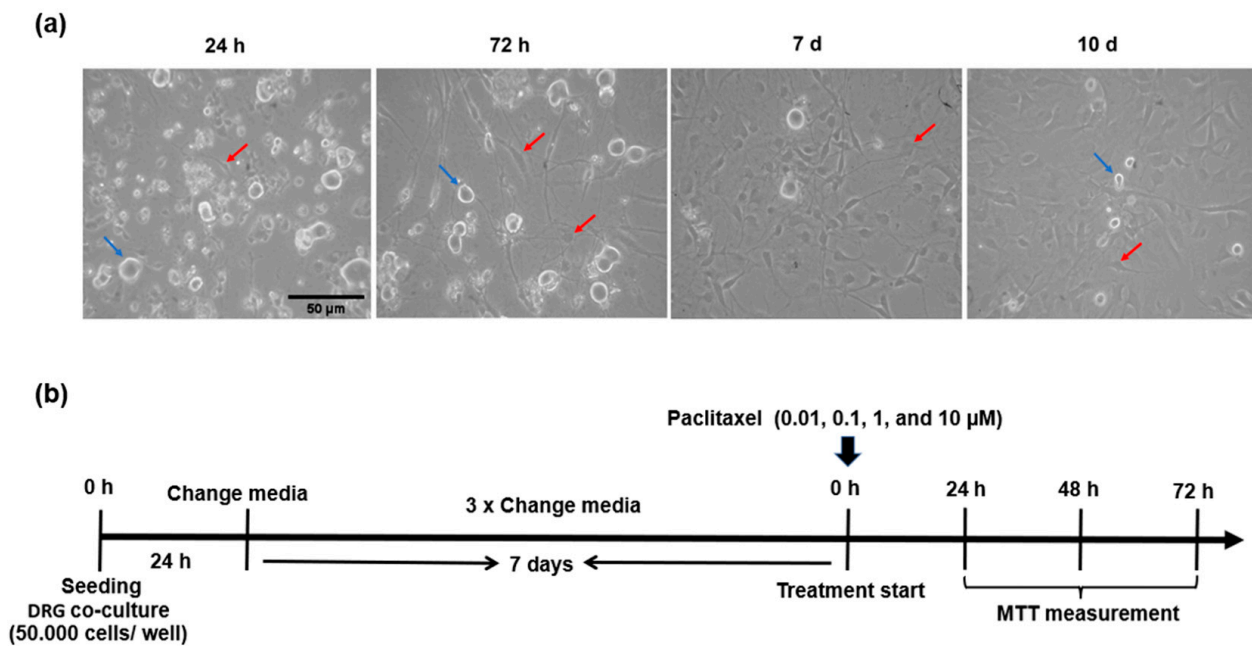 (a)
24 h
72 h
7 d
10 d
50 µm
(b)
Paclitaxel (0.01, 0.1, 1, and 10 µM)
0 h
Change media
3 x Change media
0 h
24 h
48 h
72 h
24 h
7 days
Seeding
DRG co-culture
(50.000 cells/ well)
Treatment start
MTT measurement